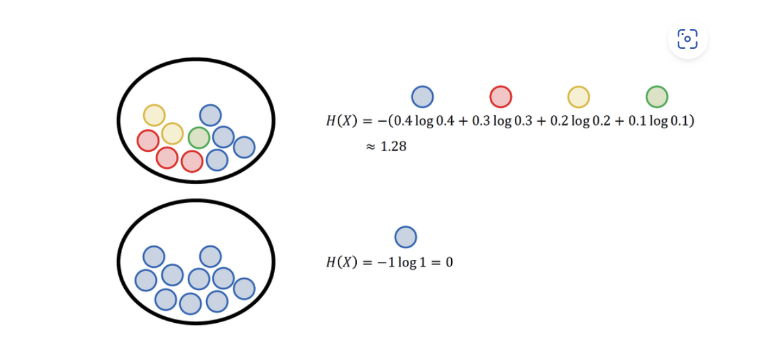 H(X) = −(0.4 log 0.4 + 0.3 log 0.3 + 0.2 log 0.2 + 0.1 log 0.1)
≈ 1.28
H(X) = −1 log 1 = 0